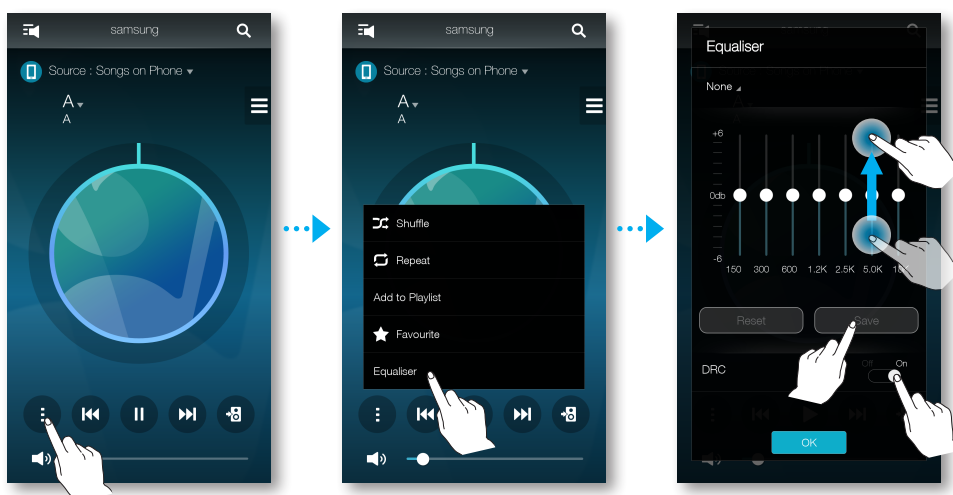 samsung
Source : Songs on Phone
A
A
samsung
Source : Songs on Phone
A
A
Shuffle
Repeat
Add to Playlist
Favourite
Equaliser
Equaliser
None
+6
0db
-6
150 300 600 1.2K 2.5K 5.0K
Reset Save
DRC Off On
OK